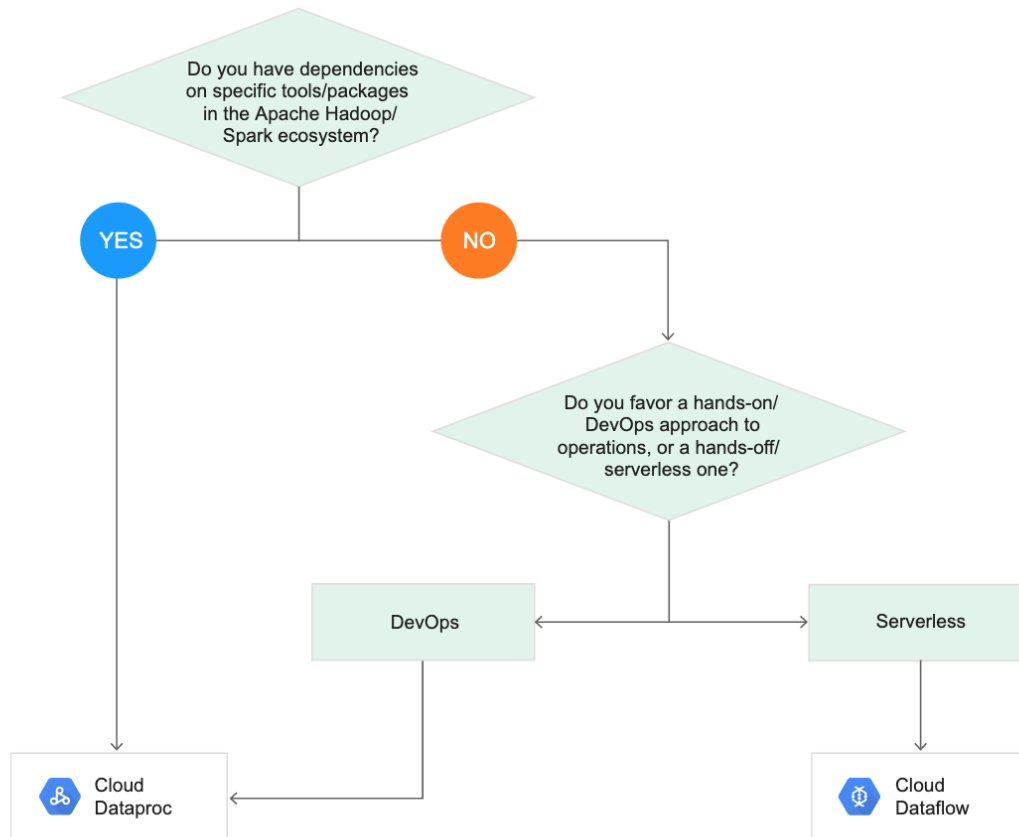 Do you have dependencies
on specific tools/packages
in the Apache Hadoop/
Spark ecosystem?
YES
NO
Do you favor a hands-on/
DevOps approach to
operations, or a hands-off/
serverless one?
DevOps
Serverless
Cloud
Dataproc
Cloud
Dataflow